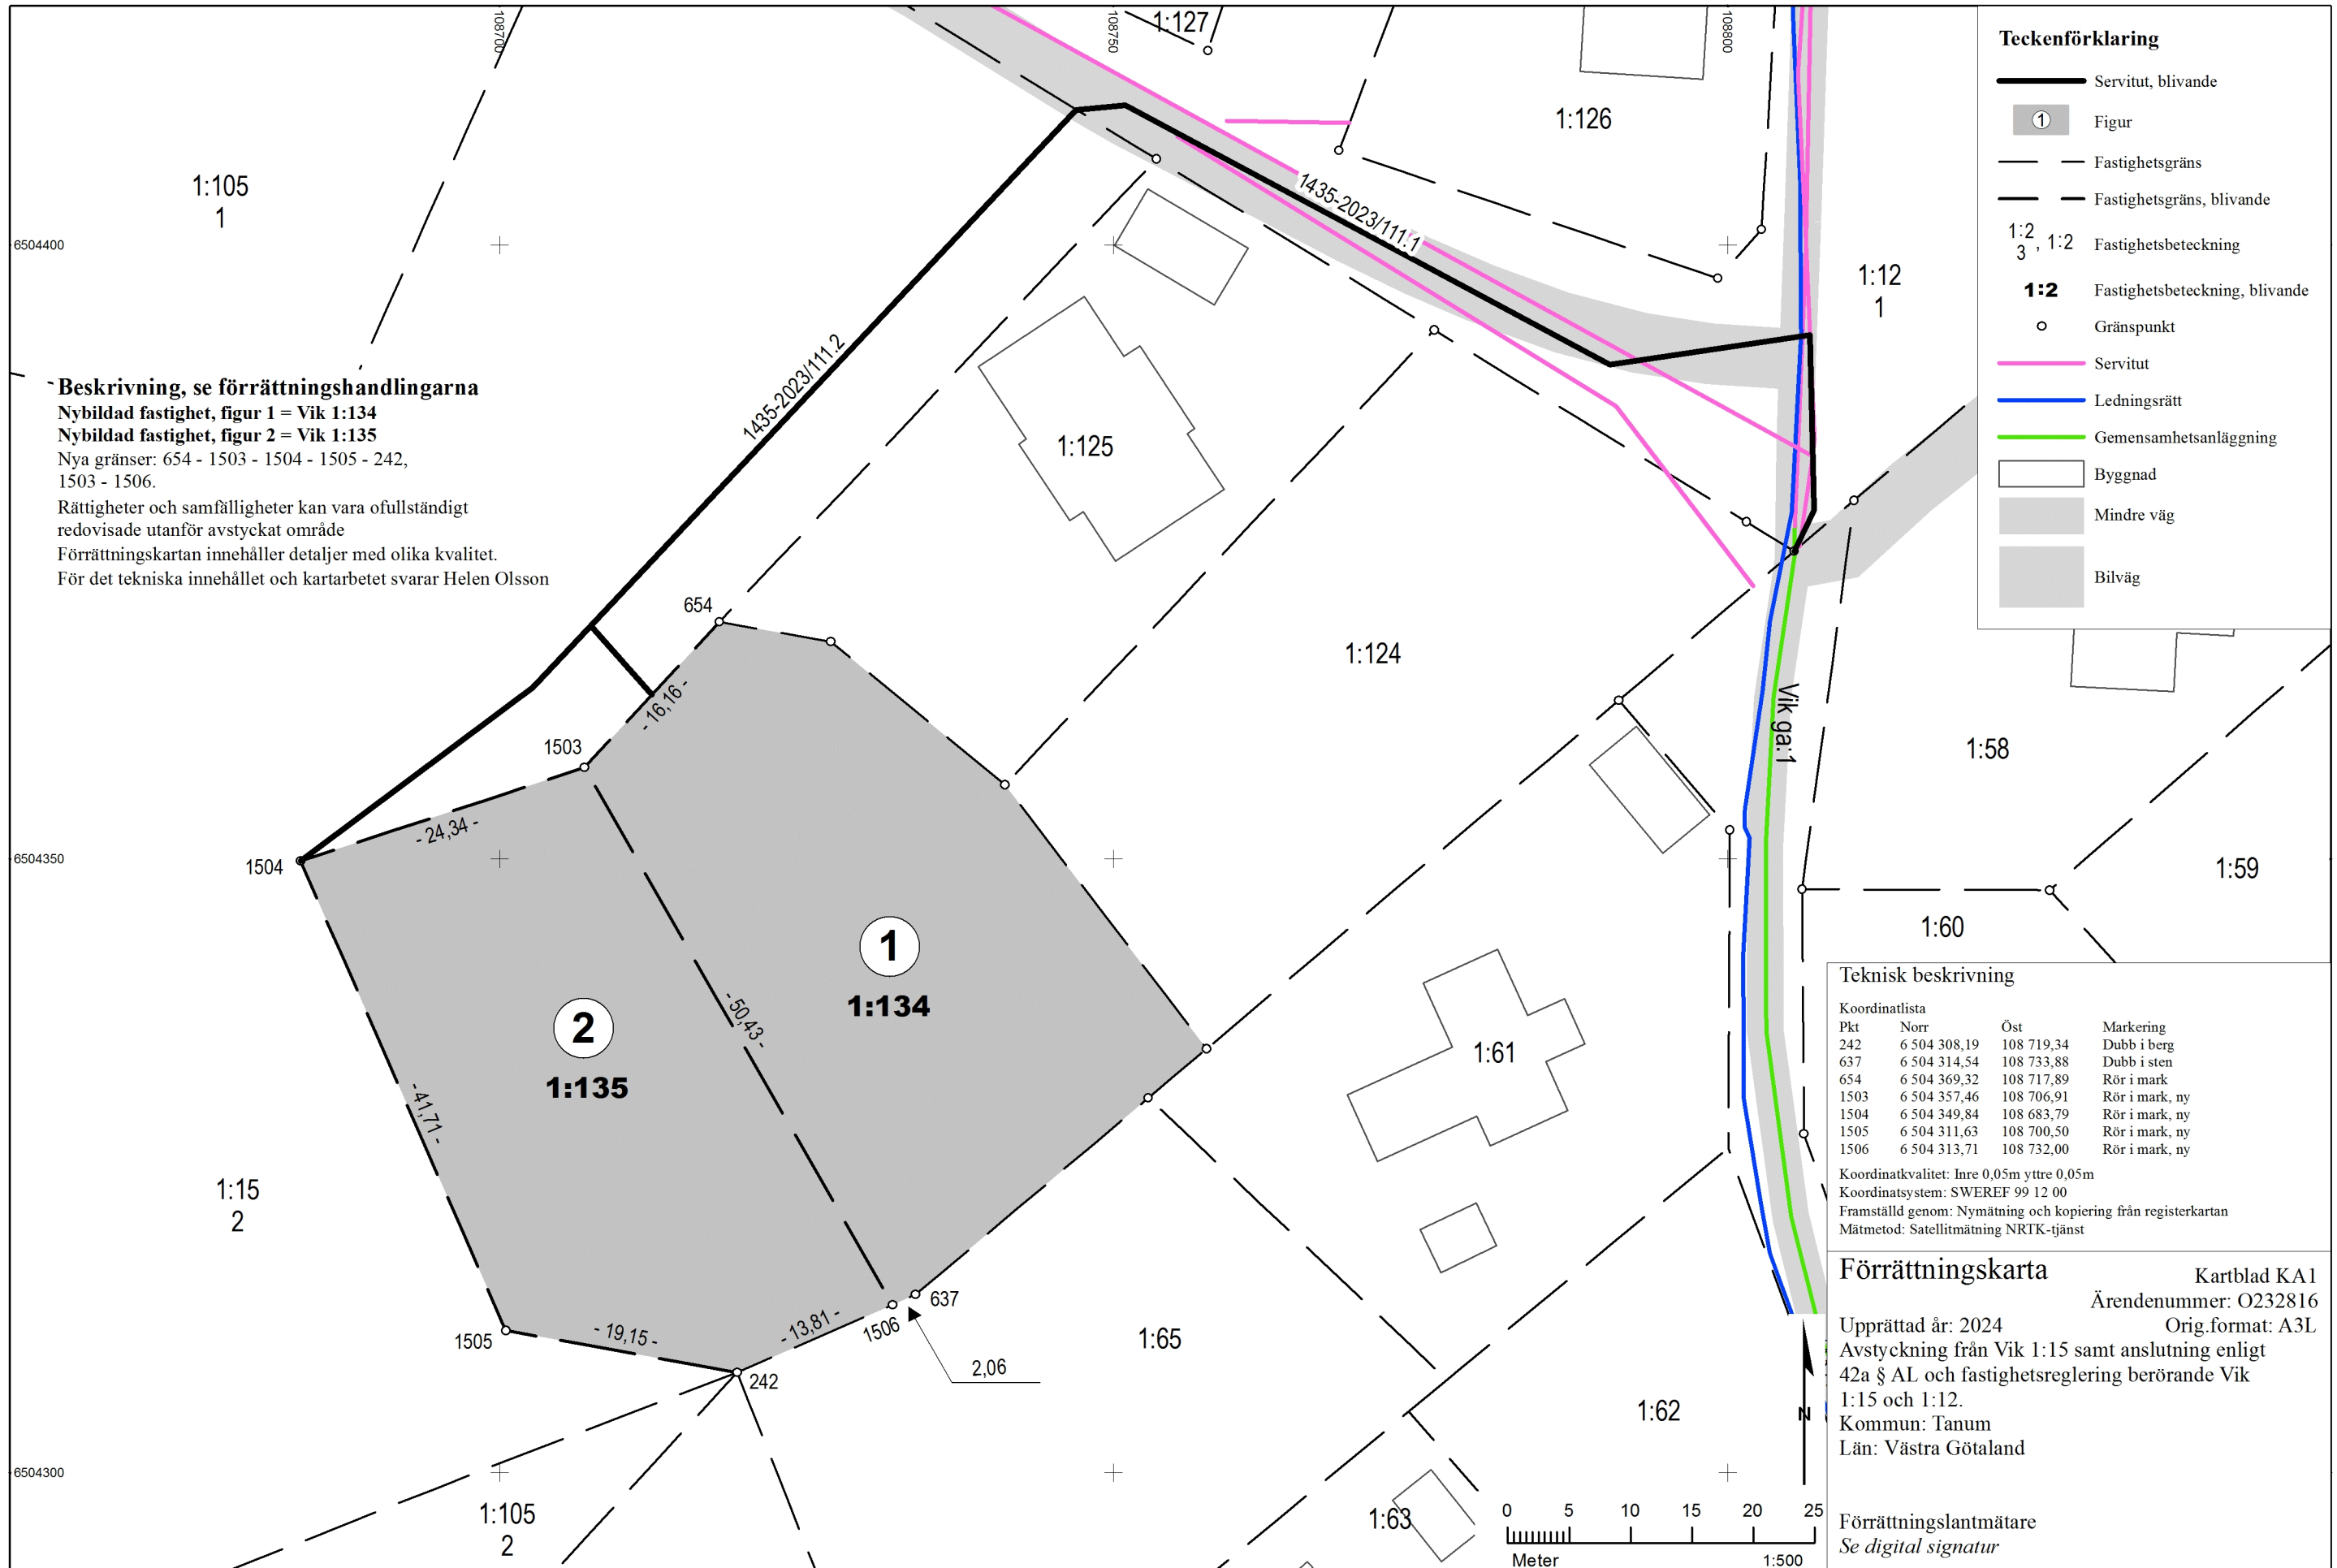 108700
108750
108800
1:127
1:126
1:105
1
6504400
1435-2023/111.1
1:12
1
1435-2023/111.2
1:125
Beskrivning, se förrättningshandlingarna
Nybildad fastighet, figur 1 = Vik 1:134
Nybildad fastighet, figur 2 = Vik 1:135
Nya gränser: 654 - 1503 - 1504 - 1505 - 242,
1503 - 1506.
Rättigheter och samfälligheter kan vara ofullständigt
redovisade utanför avstyckat område
Förrättningskartan innehåller detaljer med olika kvalitet.
För det tekniska innehållet och kartarbetet svarar Helen Olsson
Teckenförklaring
Servitut, blivande
1 Figur
Fastighetsgräns
Fastighetsgräns, blivande
1:2
3 , 1:2 Fastighetsbeteckning
1:2 Fastighetsbeteckning, blivande
Gränspunkt
Servitut
Ledningsrätt
Gemensamhetsanläggning
Byggnad
Mindre väg
Bilväg
654
1:124
- 16,16 -
1503
Vik ga:1
1:58
- 24,34 -
1504
6504350
1:59
1:60
1
1:134
2
1:135
- 50,43 -
- 41,71 -
1:61
1:15
2
637
1506
- 13,81 -
- 19,15 -
1505
242
2,06
1:65
1:62
6504300
1:105
2
1:63
Teknisk beskrivning
Koordinatlista
Pkt Norr Öst Markering
242 6 504 308,19 108 719,34 Dubb i berg
637 6 504 314,54 108 733,88 Dubb i sten
654 6 504 369,32 108 717,89 Rör i mark
1503 6 504 357,46 108 706,91 Rör i mark, ny
1504 6 504 349,84 108 683,79 Rör i mark, ny
1505 6 504 311,63 108 700,50 Rör i mark, ny
1506 6 504 313,71 108 732,00 Rör i mark, ny
Koordinatkvalitet: Inre 0,05m yttre 0,05m
Koordinatsystem: SWEREF 99 12 00
Framställd genom: Nymätning och kopiering från registerkartan
Mätmetod: Satellitmätning NRTK-tjänst
Förrättningskarta
Kartblad KA1
Ärendenummer: O232816
Upprättad år: 2024 Orig.format: A3L
Avstyckning från Vik 1:15 samt anslutning enligt
42a § AL och fastighetsreglering berörande Vik
1:15 och 1:12.
Kommun: Tanum
Län: Västra Götaland
Förrättningslantmätare
Se digital signatur
N
0 5 10 15 20 25
Meter 1:500